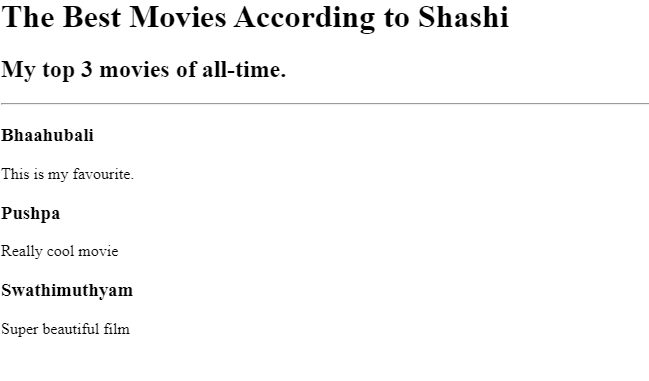 The Best Movies According to Shashi
My top 3 movies of all-time.
Bhaahubali
This is my favourite.
Pushpa
Really cool movie
Swathimuthyam
Super beautiful film